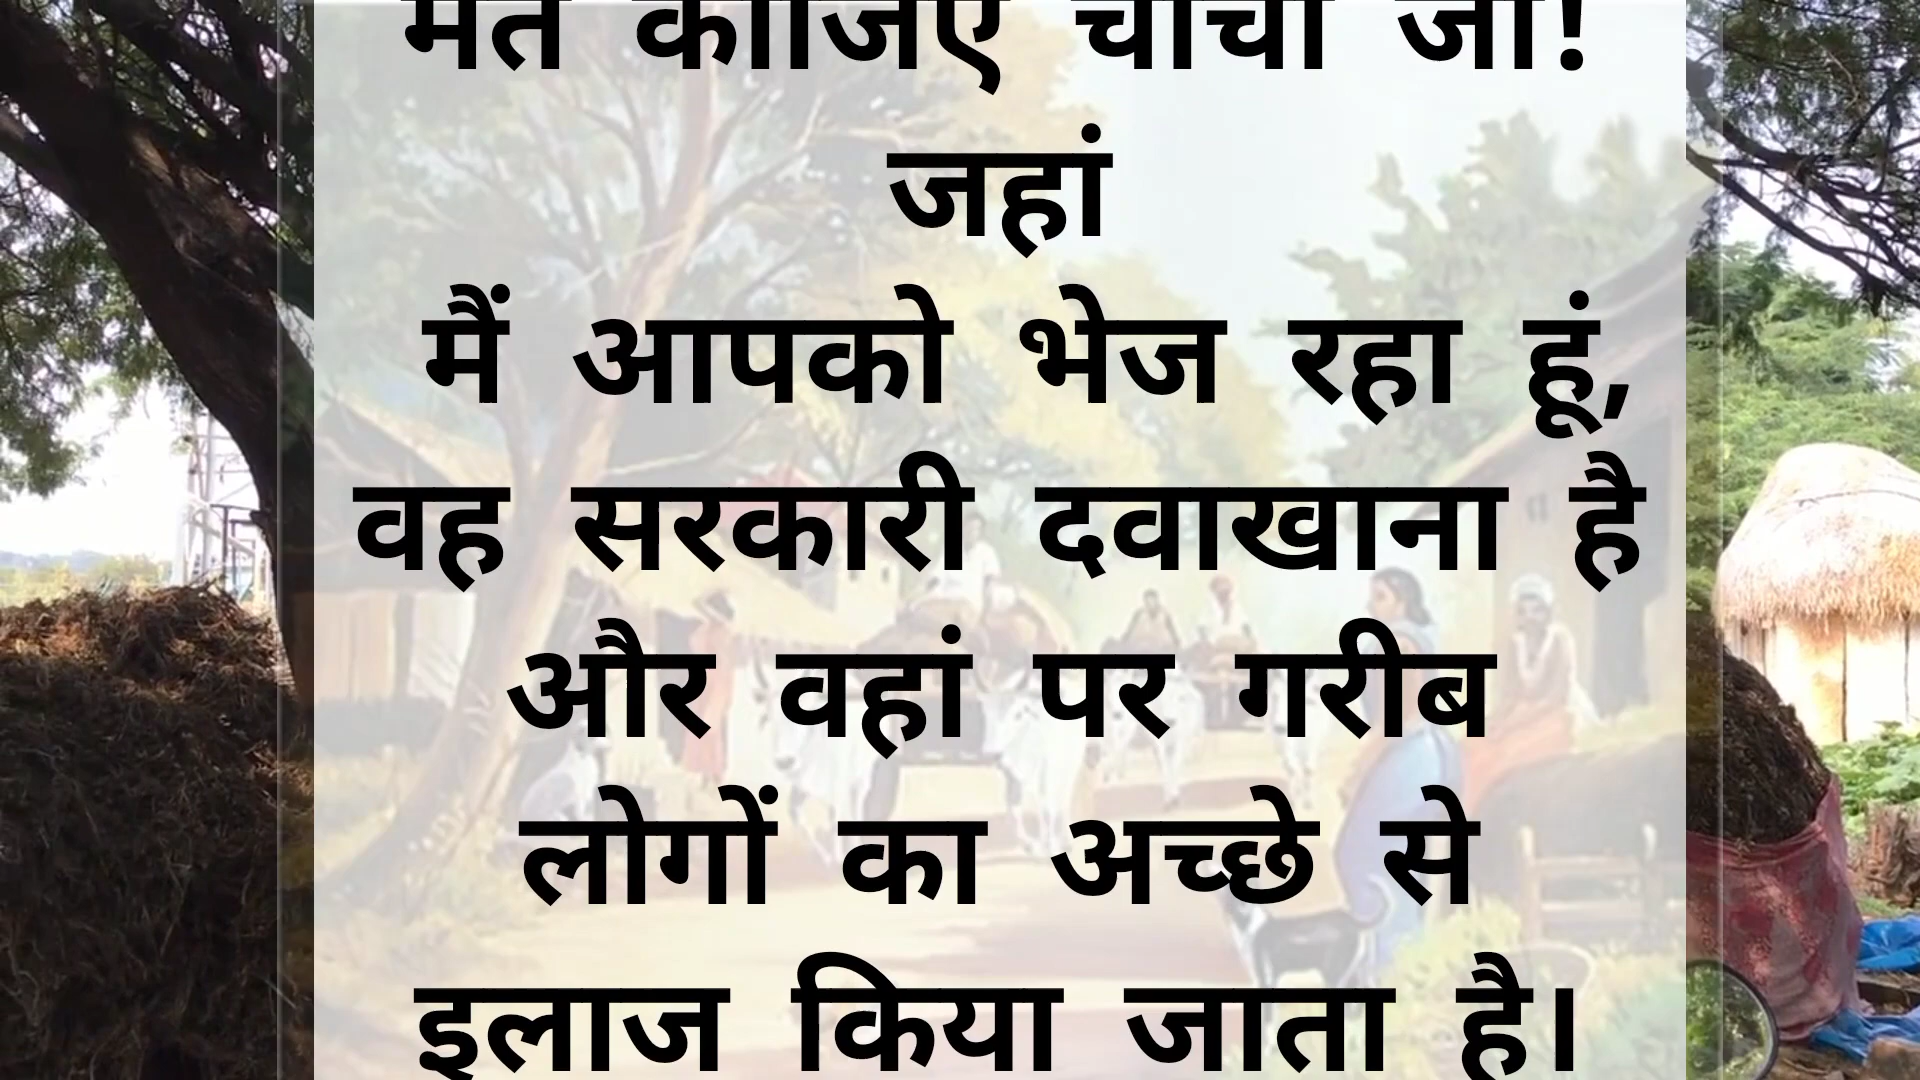 मत कीजिए चाचा जी!
जहां
मैं आपको भेज रहा हूं,
वह सरकारी दवाखाना है
और वहां पर गरीब
लोगों का अच्छे से
इलाज किया जाता है।